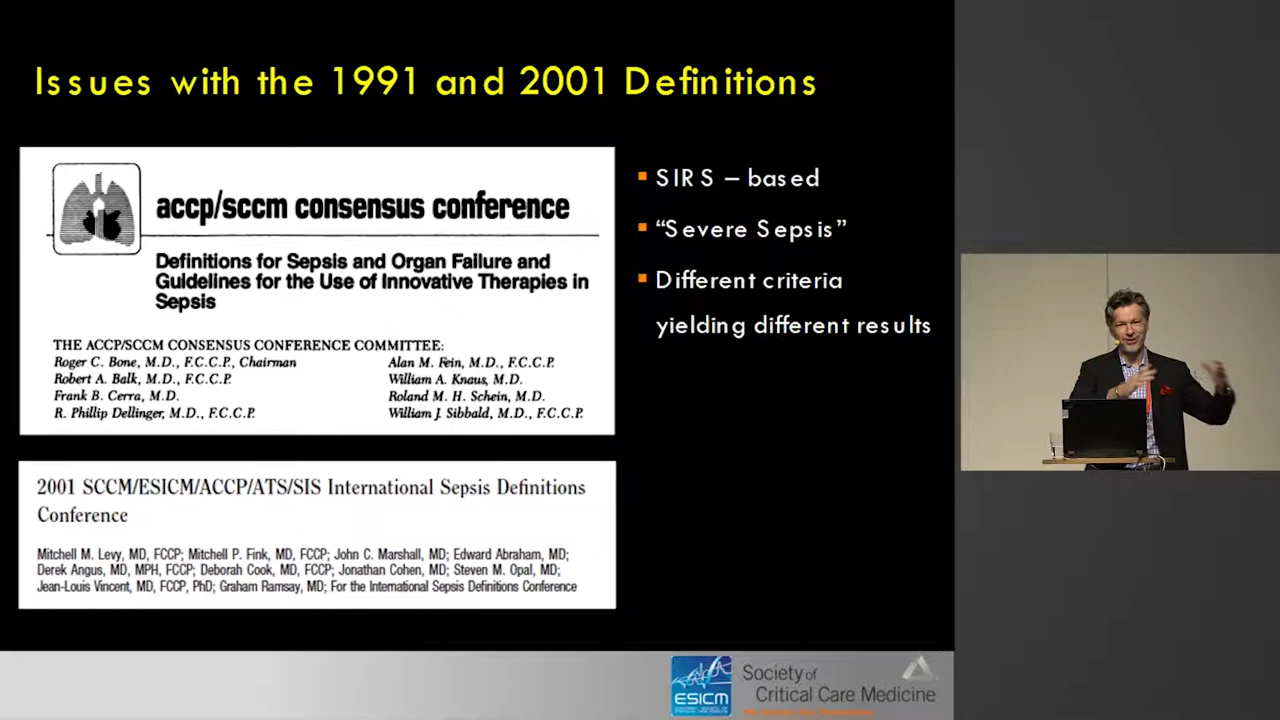 Issues with the 1991 and 2001 Definitions
accp/sccm consensus conference
Definitions for Sepsis and Organ Failure and
Guidelines for the Use of Innovative Therapies in
Sepsis
THE ACCP/SCCM CONSENSUS CONFERENCE COMMITTEE:
Roger C. Bone, M.D., F.C.C.P., Chairman
Robert A. Balk, M.D., F.C.C.P.
Frank B. Cerra, M.D.
R. Phillip Dellinger, M.D., F.C.C.P.
Alan M. Fein, M.D., F.C.C.P.
William A. Knaus, M.D.
Roland M. H. Schein, M.D.
William J. Sibbald, M.D., F.C.C.P.
2001 SCCM/ESICM/ACCP/ATS/SIS International Sepsis Definitions
Conference
Mitchell M. Levy, MD, FCCP; Mitchell P. Fink, MD, FCCP; John C. Marshall, MD; Edward Abraham, MD;
Derek Angus, MD, MPH, FCCP; Deborah Cook, MD, FCCP; Jonathan Cohen, MD; Steven M. Opal, MD;
Jean-Louis Vincent, MD, FCCP, PhD; Graham Ramsay, MD; For the International Sepsis Definitions Conference
SIRS – based
“Severe Sepsis”
Different criteria
yielding different results
ESICM
Society of
Critical Care Medicine